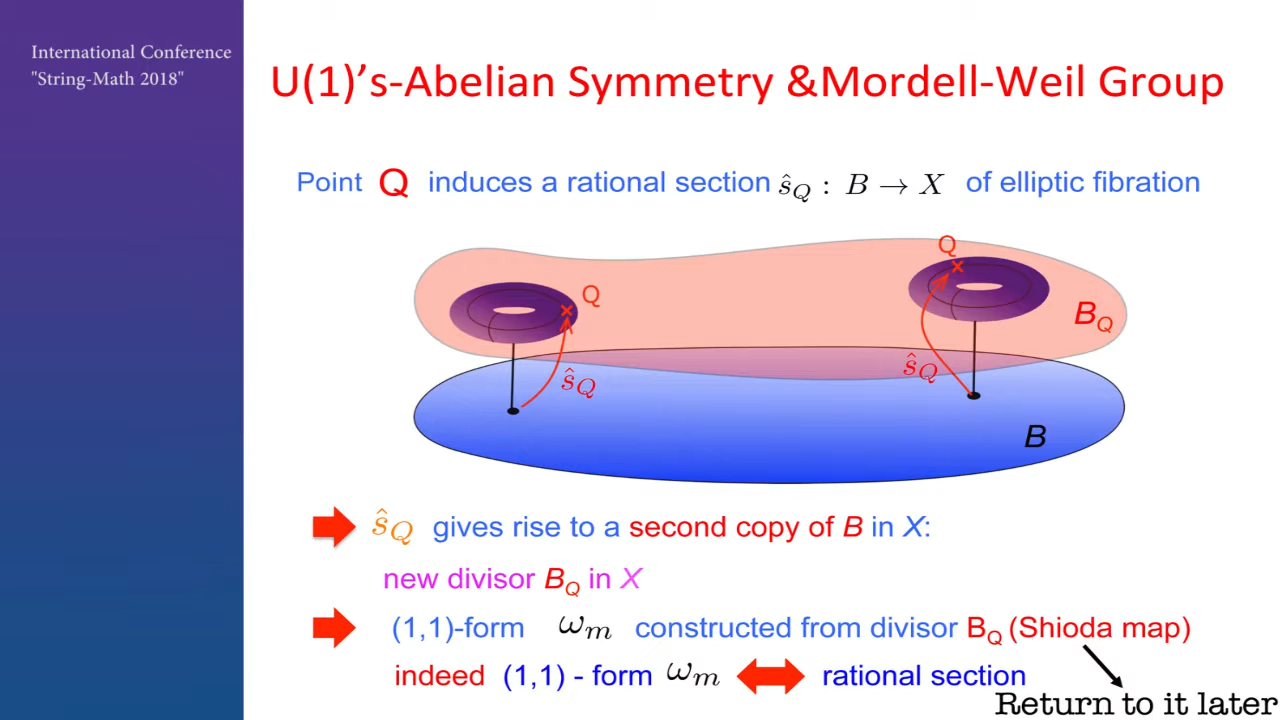 International Conference
"String-Math 2018"
U(1)’s-Abelian Symmetry &Mordell-Weil Group
Point Q induces a rational section ŝ_Q : B → X of elliptic fibration
Q
Q
B_Q
ŝ_Q
ŝ_Q
B
ŝ_Q gives rise to a second copy of B in X:
new divisor B_Q in X
(1,1)-form ω_m constructed from divisor B_Q (Shioda map)
indeed (1,1) - form ω_m rational section
Return to it later